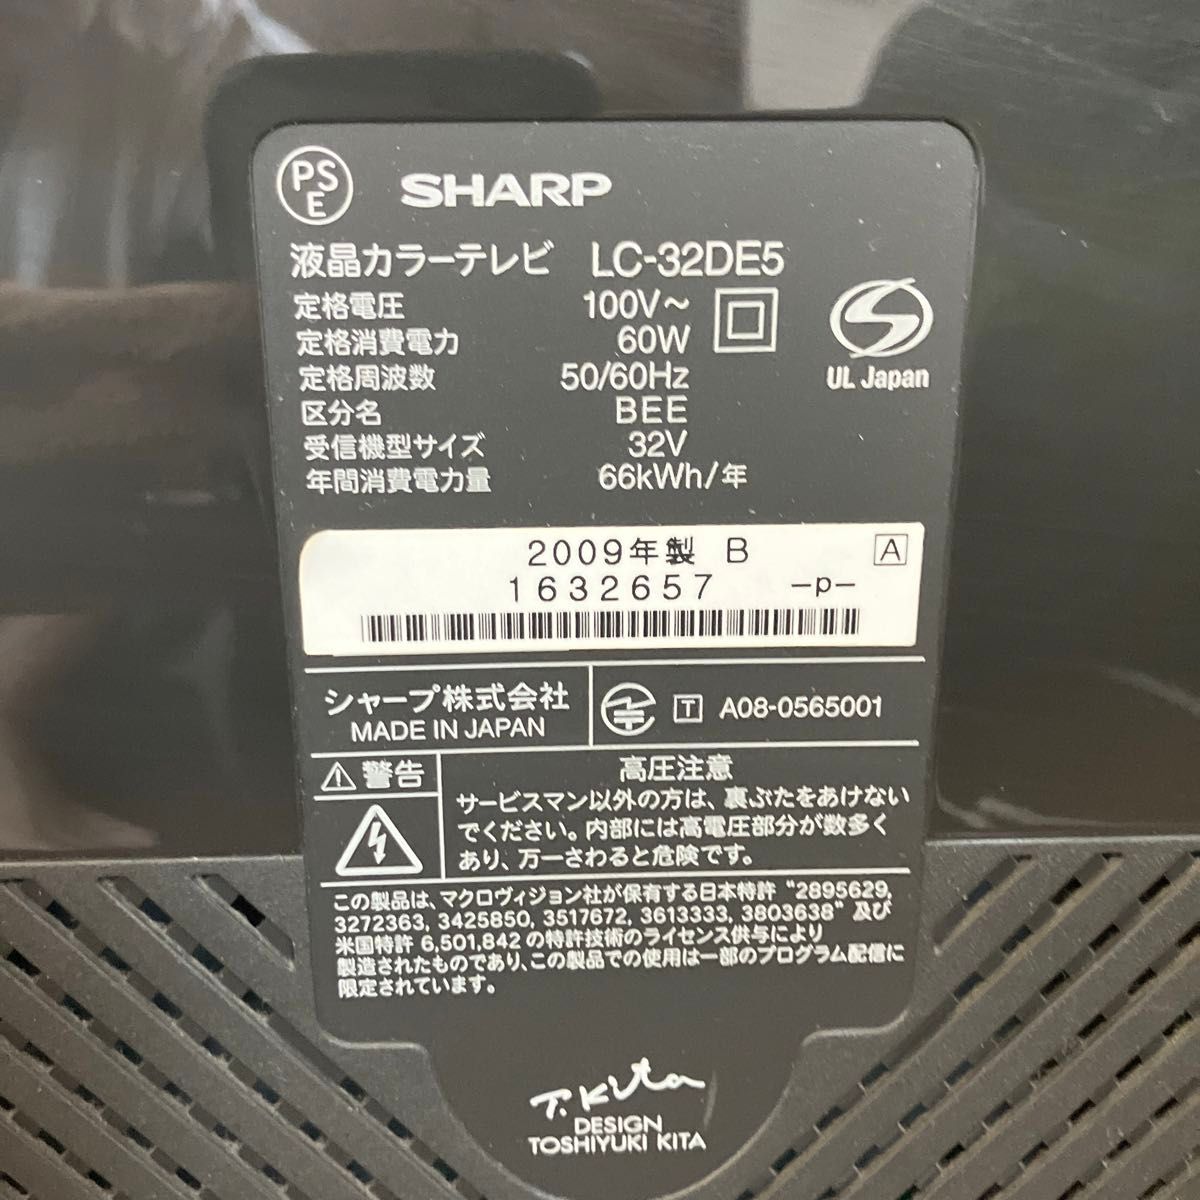 PSE SHARP
液晶カラーテレビ LC-32DE5
定格電圧 100V～
定格消費電力 60W
定格周波数 50/60Hz
区分名 BEE
受信機型サイズ 32V
年間消費電力量 66kWh/年
UL Japan
2009年製 B A
1632657 -p-
シャープ株式会社
MADE IN JAPAN
T A08-0565001
警告
高圧注意
サービスマン以外の方は、裏ぶたをあけない
でください。内部には高電圧部分が数多く
あり、万一さわると危険です。
この製品は、マクロヴィジョン社が保有する日本特許 “2895629,
3272363, 3425850, 3517672, 3613333, 3803638” 及び
米国特許 6,501,842 の特許技術のライセンス供与により
製造されたものであり、この製品での使用は一部のプログラム配信に
限定されています。
T.Kita
DESIGN
TOSHIYUKI KITA